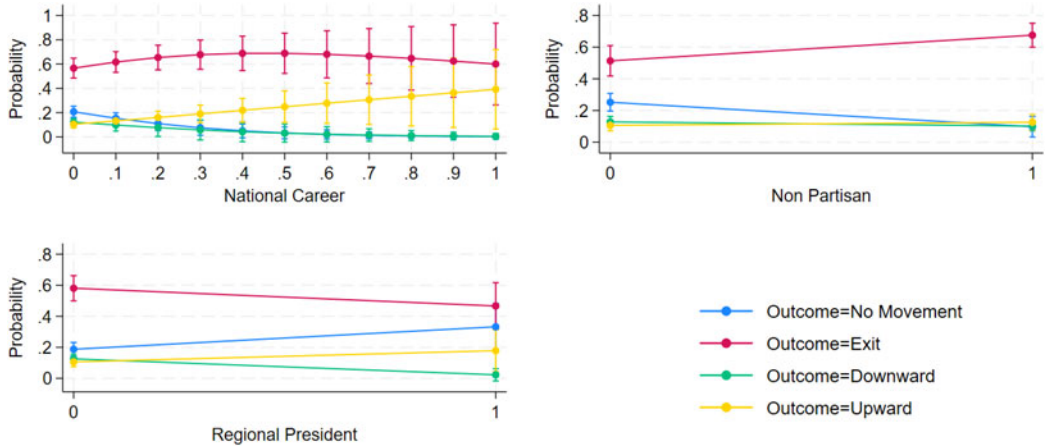 Probability
1
.8
.6
.4
.2
0
0 .1 .2 .3 .4 .5 .6 .7 .8 .9 1
National Career
Probability
.8
.6
.4
.2
0
0 1
Non Partisan
Probability
.8
.6
.4
.2
0
0 1
Regional President
Outcome=No Movement
Outcome=Exit
Outcome=Downward
Outcome=Upward